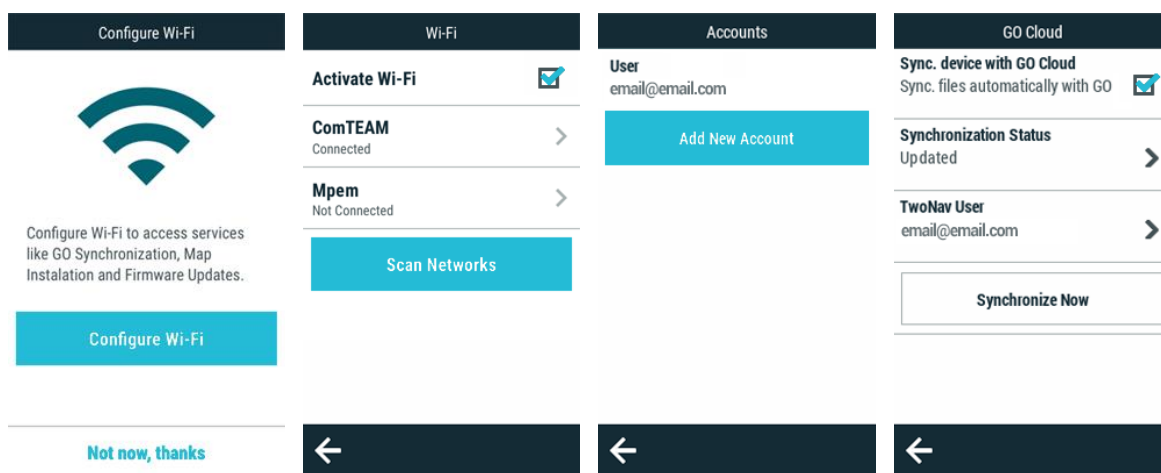 Configure Wi-Fi
Configure Wi-Fi to access services
like GO Synchronization, Map
Instalation and Firmware Updates.
Configure Wi-Fi
Not now, thanks
Wi-Fi
Activate Wi-Fi
ComTEAM
Connected
Mpem
Not Connected
Scan Networks
Accounts
User
email@email.com
Add New Account
GO Cloud
Sync. device with GO Cloud
Sync. files automatically with GO
Synchronization Status
Updated
TwoNav User
email@email.com
Synchronize Now